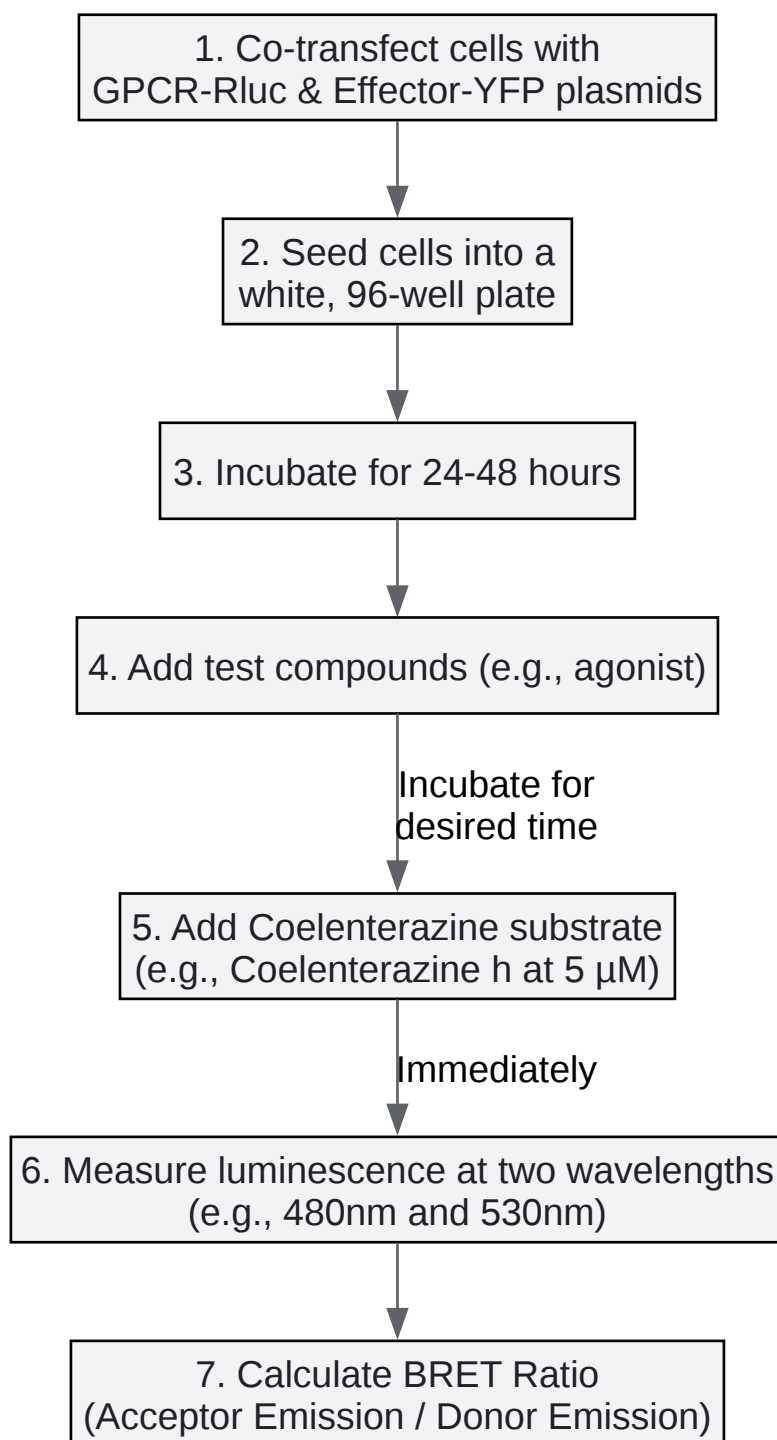 1. Co-transfect cells with
GPCR-Rluc & Effector-YFP plasmids
2. Seed cells into a
white, 96-well plate
3. Incubate for 24-48 hours
4. Add test compounds (e.g., agonist)
Incubate for
desired time
5. Add Coelenterazine substrate
(e.g., Coelenterazine h at 5 µM)
Immediately
6. Measure luminescence at two wavelengths
(e.g., 480nm and 530nm)
7. Calculate BRET Ratio
(Acceptor Emission / Donor Emission)